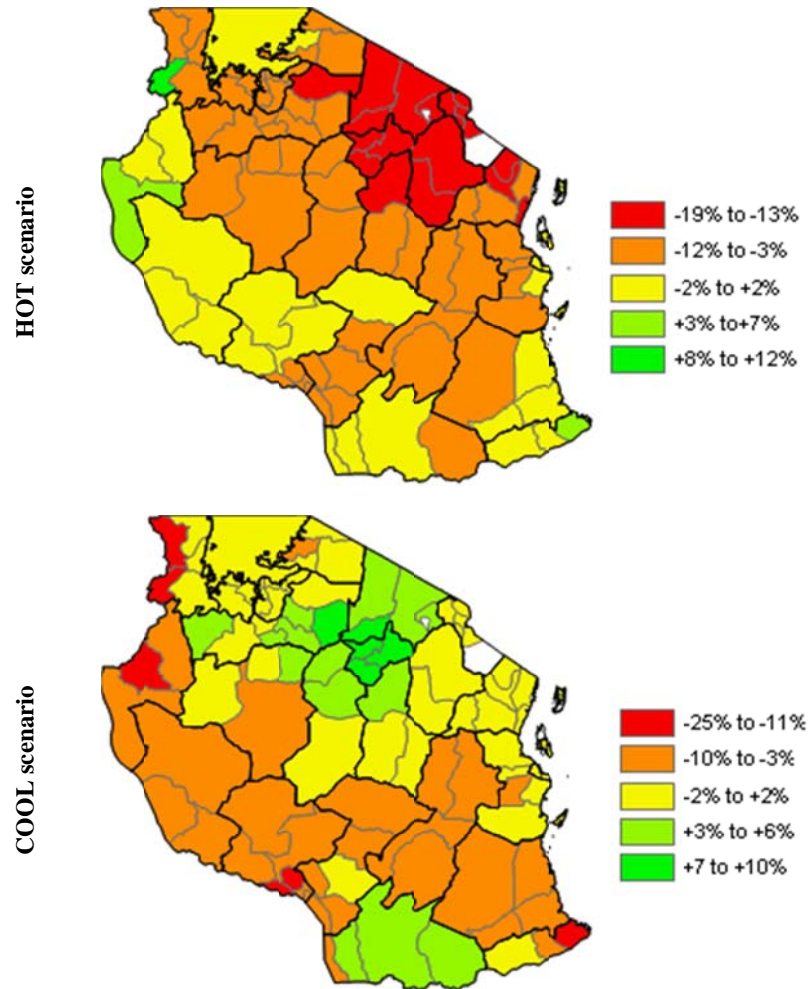 HOT scenario
-19% to -13%
-12% to -3%
-2% to +2%
+3% to+7%
+8% to +12%
COOL scenario
-25% to -11%
-10% to -3%
-2% to +2%
+3% to +6%
+7 to +10%